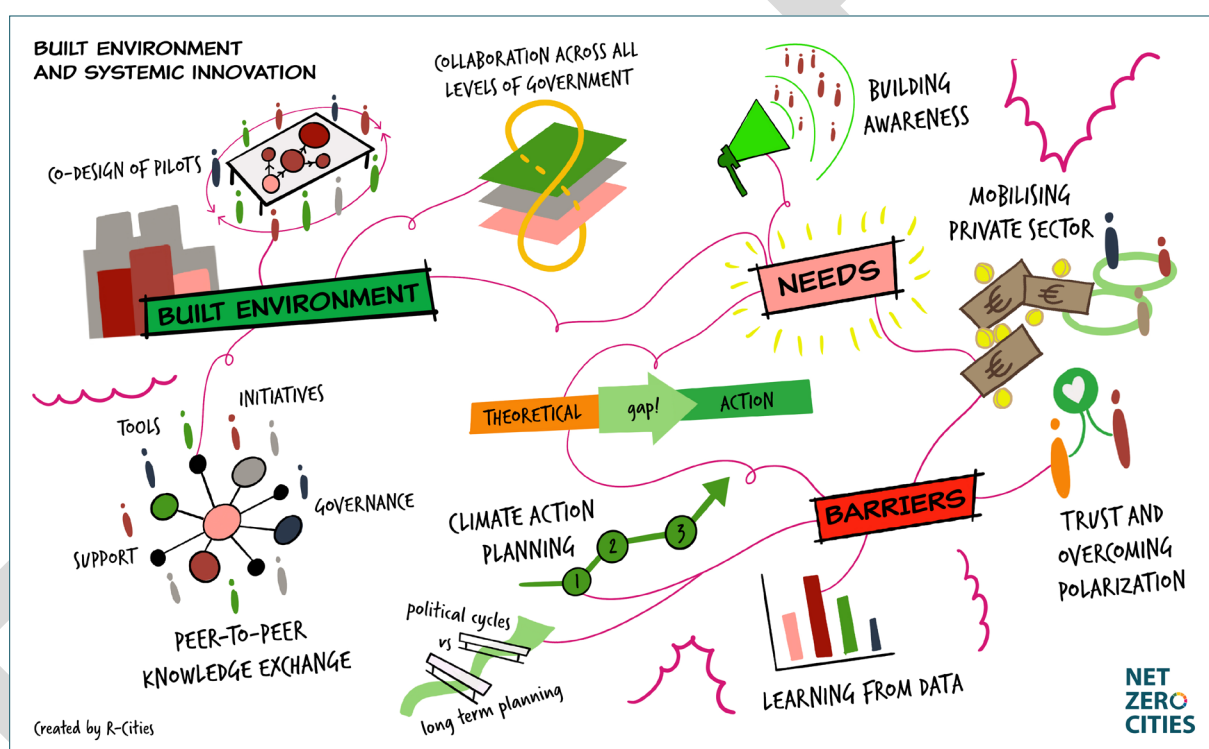 BUILT ENVIRONMENT
AND SYSTEMIC INNOVATION
COLLABORATION ACROSS ALL
LEVELS OF GOVERNMENT
BUILDING
AWARENESS
CO-DESIGN OF PILOTS
MOBILISING
PRIVATE SECTOR
NEEDS
BUILT ENVIRONMENT
€
€
€
THEORETICAL
gap!
ACTION
INITIATIVES
TOOLS
GOVERNANCE
SUPPORT
PEER-TO-PEER
KNOWLEDGE EXCHANGE
CLIMATE ACTION
PLANNING
1
2
3
BARRIERS
TRUST AND
OVERCOMING
POLARIZATION
political cycles
vs
long term planning
LEARNING FROM DATA
Created by R-Cities
NET
ZERO
CITIES